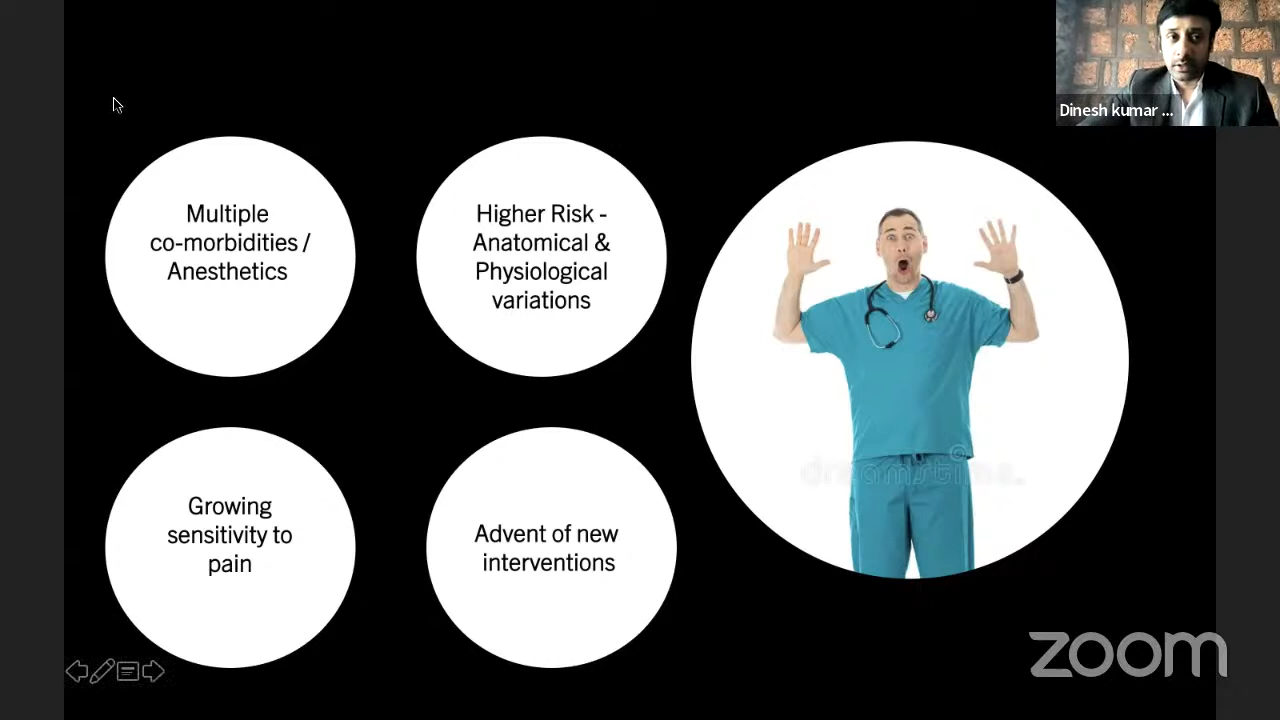 Dinesh kumar ...
Multiple
co-morbidities /
Anesthetics
Higher Risk -
Anatomical &
Physiological
variations
Growing
sensitivity to
pain
Advent of new
interventions
dreamstime.
zoom